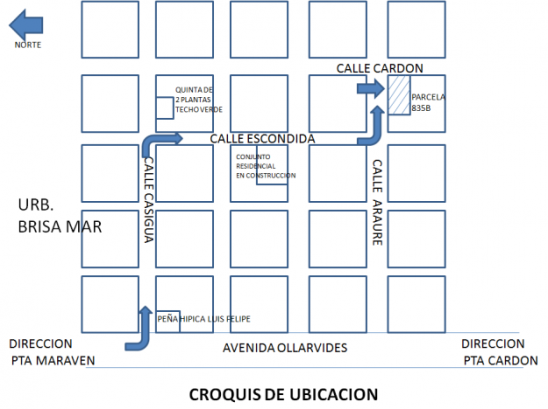 NORTE
CALLE CARDON
QUINTA DE
2 PLANTAS
TECHO VERDE
PARCELA
835B
CALLE ESCONDIDA
CONJUNTO
RESIDENCIAL
EN CONSTRUCCION
CALLE CASIGUA
CALLE ARAURE
URB.
BRISA MAR
PEÑA HIPICA LUIS FELIPE
DIRECCION
PTA MARAVEN
AVENIDA OLLARVIDES
DIRECCION
PTA CARDON
CROQUIS DE UBICACION